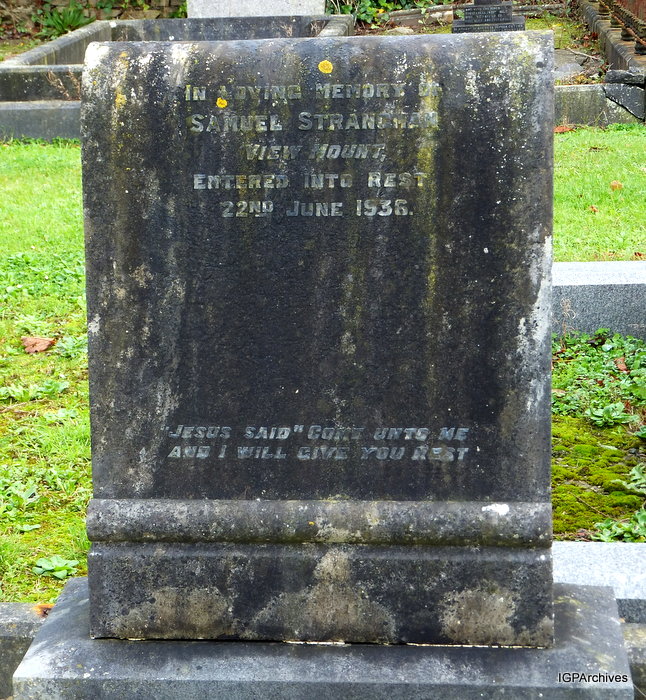 In Loving Memory of
Samuel Strangman
View Mount,
Entered into Rest
22nd June 1936.
"Jesus said" Come unto me
and I will give you Rest
IGPArchives